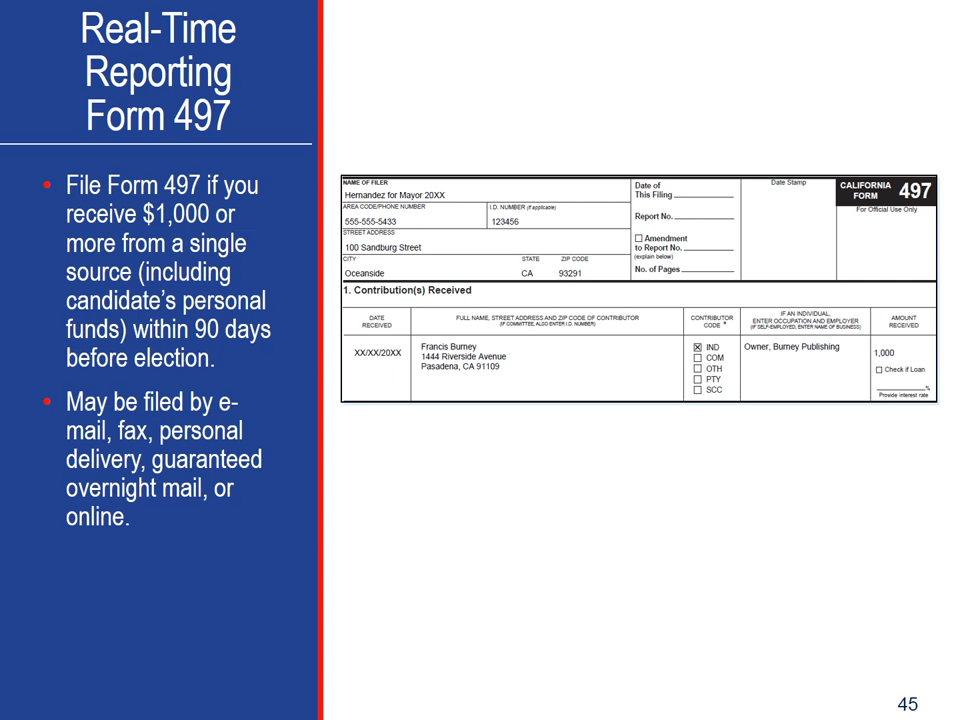 Real-Time
Reporting
Form 497
• File Form 497 if you
receive $1,000 or
more from a single
source (including
candidate's personal
funds) within 90 days
before election.
• May be filed by e-
mail, fax, personal
delivery, guaranteed
overnight mail, or
online.
NAME OF FILER
Hernandez for Mayor 20XX
AREA CODE/PHONE NUMBER
555-555-5433
I.D. NUMBER (if applicable)
123456
STREET ADDRESS
100 Sandburg Street
CITY STATE ZIP CODE
Oceanside CA 93291
Date of
This Filing
Report No.
Amendment
to Report No.
(explain below)
No. of Pages
Date Stamp
CALIFORNIA
FORM 497
For Official Use Only
1. Contribution(s) Received
DATE
RECEIVED
FULL NAME, STREET ADDRESS AND ZIP CODE OF CONTRIBUTOR
(IF COMMITTEE, ALSO ENTER I.D. NUMBER)
CONTRIBUTOR
CODE *
IF AN INDIVIDUAL,
ENTER OCCUPATION AND EMPLOYER
(IF SELF-EMPLOYED, ENTER NAME OF BUSINESS)
AMOUNT
RECEIVED
XX/XX/20XX
Francis Burney
1444 Riverside Avenue
Pasadena, CA 91109
☒ IND
☐ COM
☐ OTH
☐ PTY
☐ SCC
Owner, Burney Publishing
1,000
☐ Check if Loan
%
Provide interest rate
45